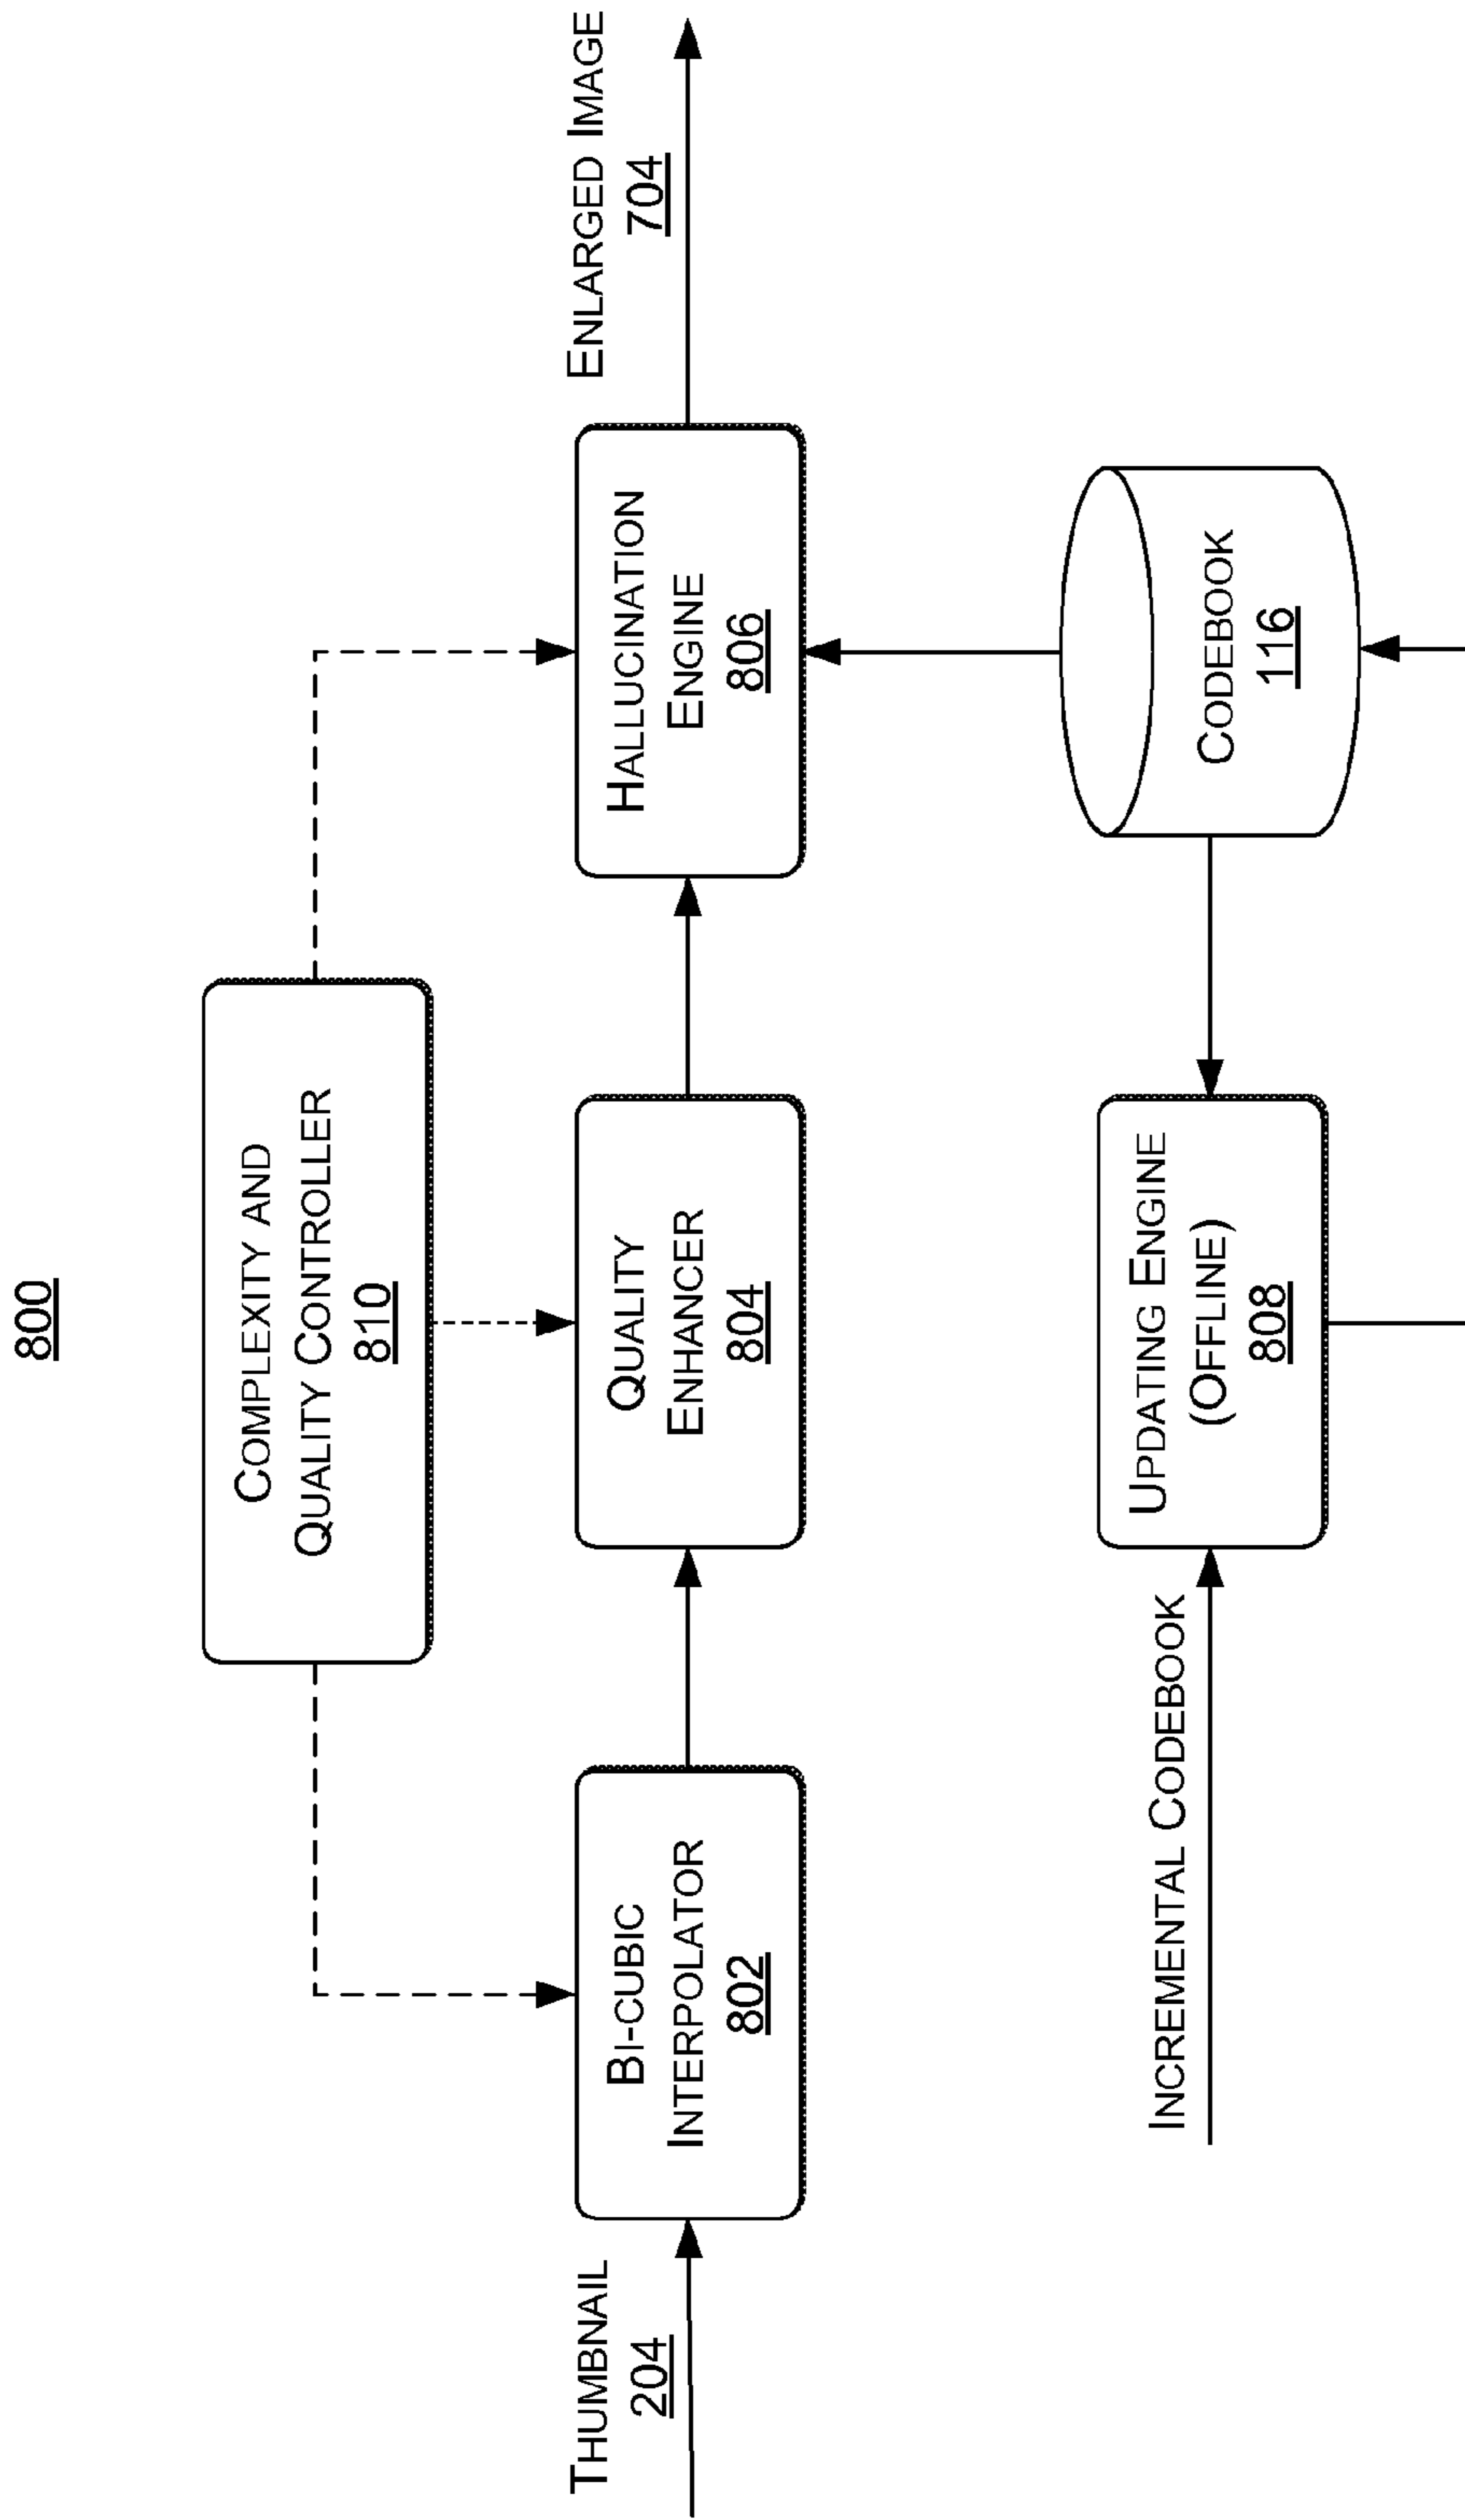 800
COMPLEXITY AND
QUALITY CONTROLLER
810
THUMBNAIL
204
BI-CUBIC
INTERPOLATOR
802
QUALITY
ENHANCER
804
HALLUCINATION
ENGINE
806
ENLARGED IMAGE
704
INCREMENTAL CODEBOOK
UPDATING ENGINE
(OFFLINE)
808
CODEBOOK
116